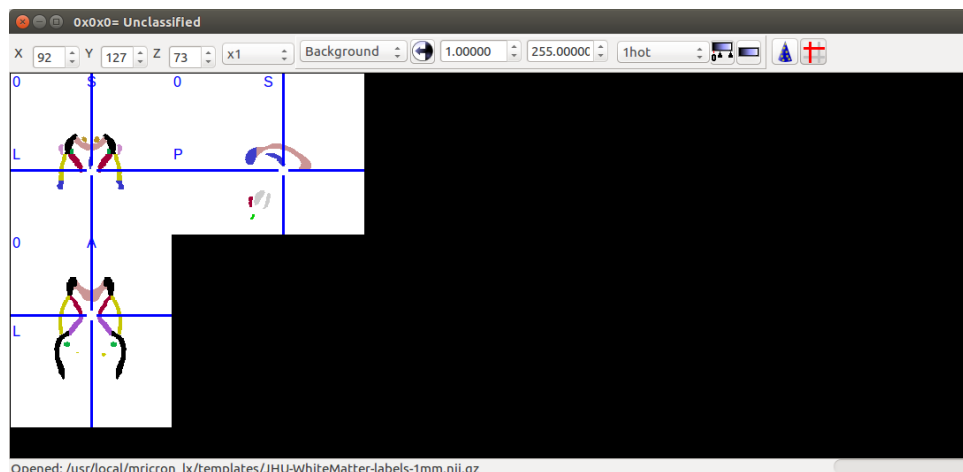 0x0x0= Unclassified
X 92 Y 127 Z 73 x1 Background 1.00000 255.0000C 1hot
0 S 0 S
L P
0 A
L
Opened: /usr/local/mricron_lx/templates/JHU-WhiteMatter-labels-1mm.nii.gz